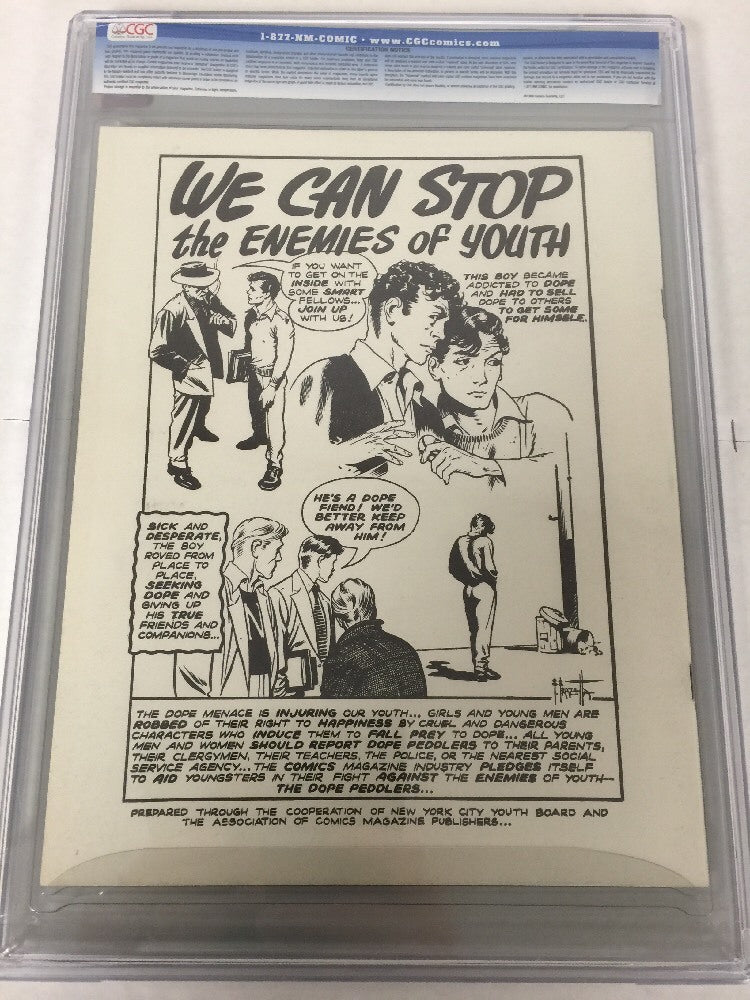 CGC
1-877-NM-COMIC • www.CGCcomics.com
CERTIFICATION NOTICE
WE CAN STOP
the ENEMIES OF YOUTH
IF YOU WANT
TO GET ON THE
INSIDE WITH
SOME SMART
FELLOWS...
JOIN UP
WITH US!
THIS BOY BECAME
ADDICTED TO DOPE
AND HAD TO SELL
DOPE TO OTHERS
TO GET SOME
FOR HIMSELF.
SICK AND
DESPERATE,
THE BOY
ROVED FROM
PLACE TO
PLACE,
SEEKING
DOPE AND
GIVING UP
HIS TRUE
FRIENDS AND
COMPANIONS...
HE'S A DOPE
FIEND! WE'D
BETTER KEEP
AWAY FROM
HIM!
FRAZETTA
THE DOPE MENACE IS INJURING OUR YOUTH... GIRLS AND YOUNG MEN ARE
ROBBED OF THEIR RIGHT TO HAPPINESS BY CRUEL AND DANGEROUS
CHARACTERS WHO INDUCE THEM TO FALL PREY TO DOPE... ALL YOUNG
MEN AND WOMEN SHOULD REPORT DOPE PEDDLERS TO THEIR PARENTS,
THEIR CLERGYMEN, THEIR TEACHERS, THE POLICE, OR THE NEAREST SOCIAL
SERVICE AGENCY... THE COMICS MAGAZINE INDUSTRY PLEDGES ITSELF
TO AID YOUNGSTERS IN THEIR FIGHT AGAINST THE ENEMIES OF YOUTH—
THE DOPE PEDDLERS...
PREPARED THROUGH THE COOPERATION OF NEW YORK CITY YOUTH BOARD AND
THE ASSOCIATION OF COMICS MAGAZINE PUBLISHERS...